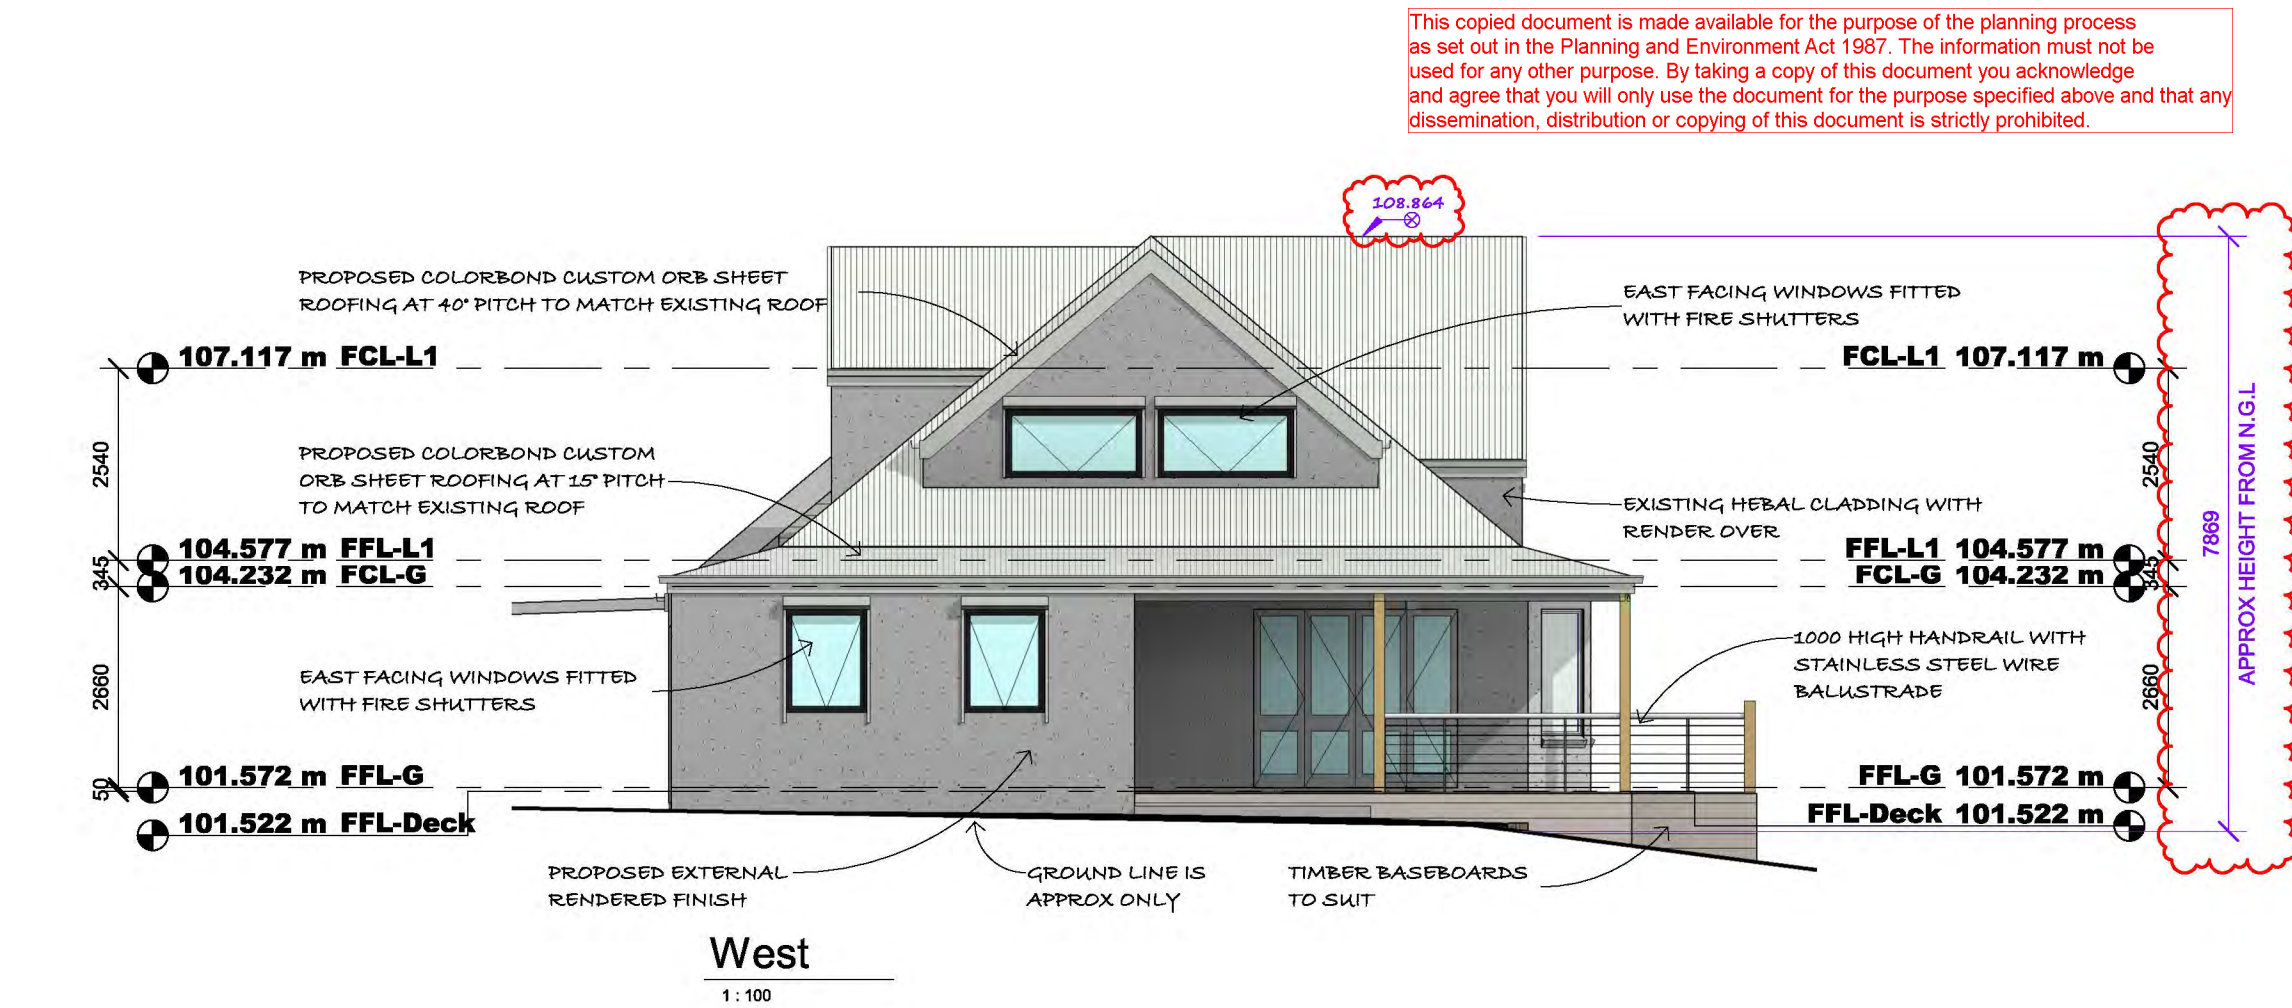 This copied document is made available for the purpose of the planning process
as set out in the Planning and Environment Act 1987. The information must not be
used for any other purpose. By taking a copy of this document you acknowledge
and agree that you will only use the document for the purpose specified above and that any
dissemination, distribution or copying of this document is strictly prohibited.
108.864
PROPOSED COLORBOND CUSTOM ORB SHEET
ROOFING AT 40° PITCH TO MATCH EXISTING ROOF
EAST FACING WINDOWS FITTED
WITH FIRE SHUTTERS
107.117 m FCL-L1
FCL-L1 107.117 m
2540
PROPOSED COLORBOND CUSTOM
ORB SHEET ROOFING AT 15° PITCH
TO MATCH EXISTING ROOF
EXISTING HEBAL CLADDING WITH
RENDER OVER
2540
7869
APPROX HEIGHT FROM N.G.L
104.577 m FFL-L1
FFL-L1 104.577 m
345
104.232 m FCL-G
FCL-G 104.232 m
345
2660
EAST FACING WINDOWS FITTED
WITH FIRE SHUTTERS
1000 HIGH HANDRAIL WITH
STAINLESS STEEL WIRE
BALUSTRADE
2660
101.572 m FFL-G
FFL-G 101.572 m
50
101.522 m FFL-Deck
FFL-Deck 101.522 m
PROPOSED EXTERNAL
RENDERED FINISH
GROUND LINE IS
APPROX ONLY
TIMBER BASEBOARDS
TO SUIT
West
1 : 100